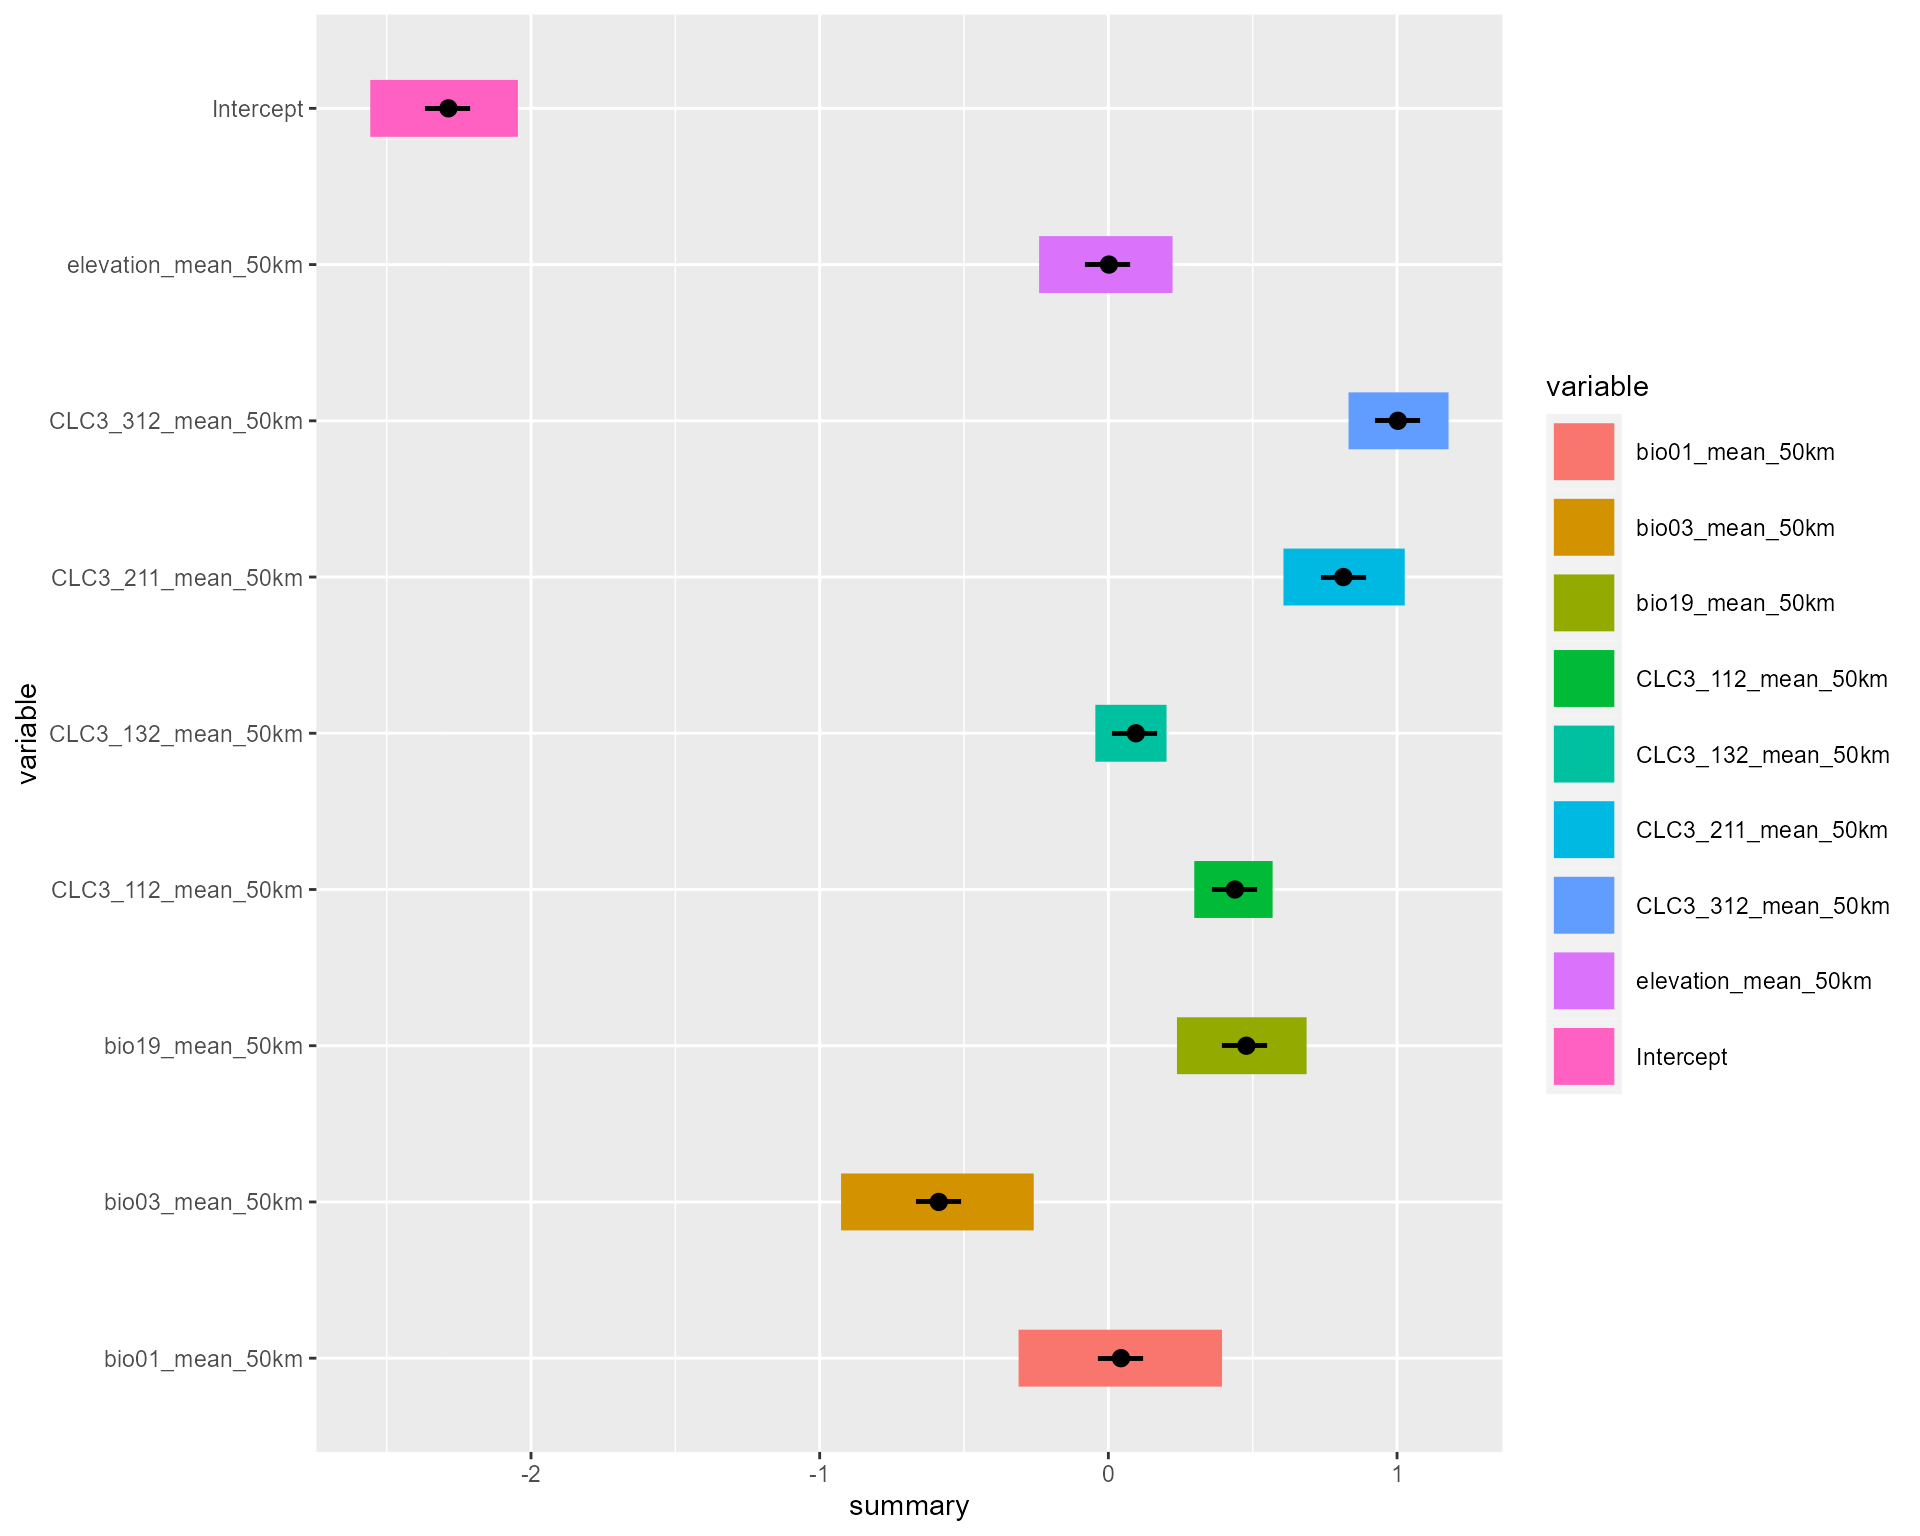 Intercept
elevation_mean_50km
CLC3_312_mean_50km
CLC3_211_mean_50km
CLC3_132_mean_50km
CLC3_112_mean_50km
bio19_mean_50km
bio03_mean_50km
bio01_mean_50km
variable
-2
-1
0
1
summary
variable
bio01_mean_50km
bio03_mean_50km
bio19_mean_50km
CLC3_112_mean_50km
CLC3_132_mean_50km
CLC3_211_mean_50km
CLC3_312_mean_50km
elevation_mean_50km
Intercept